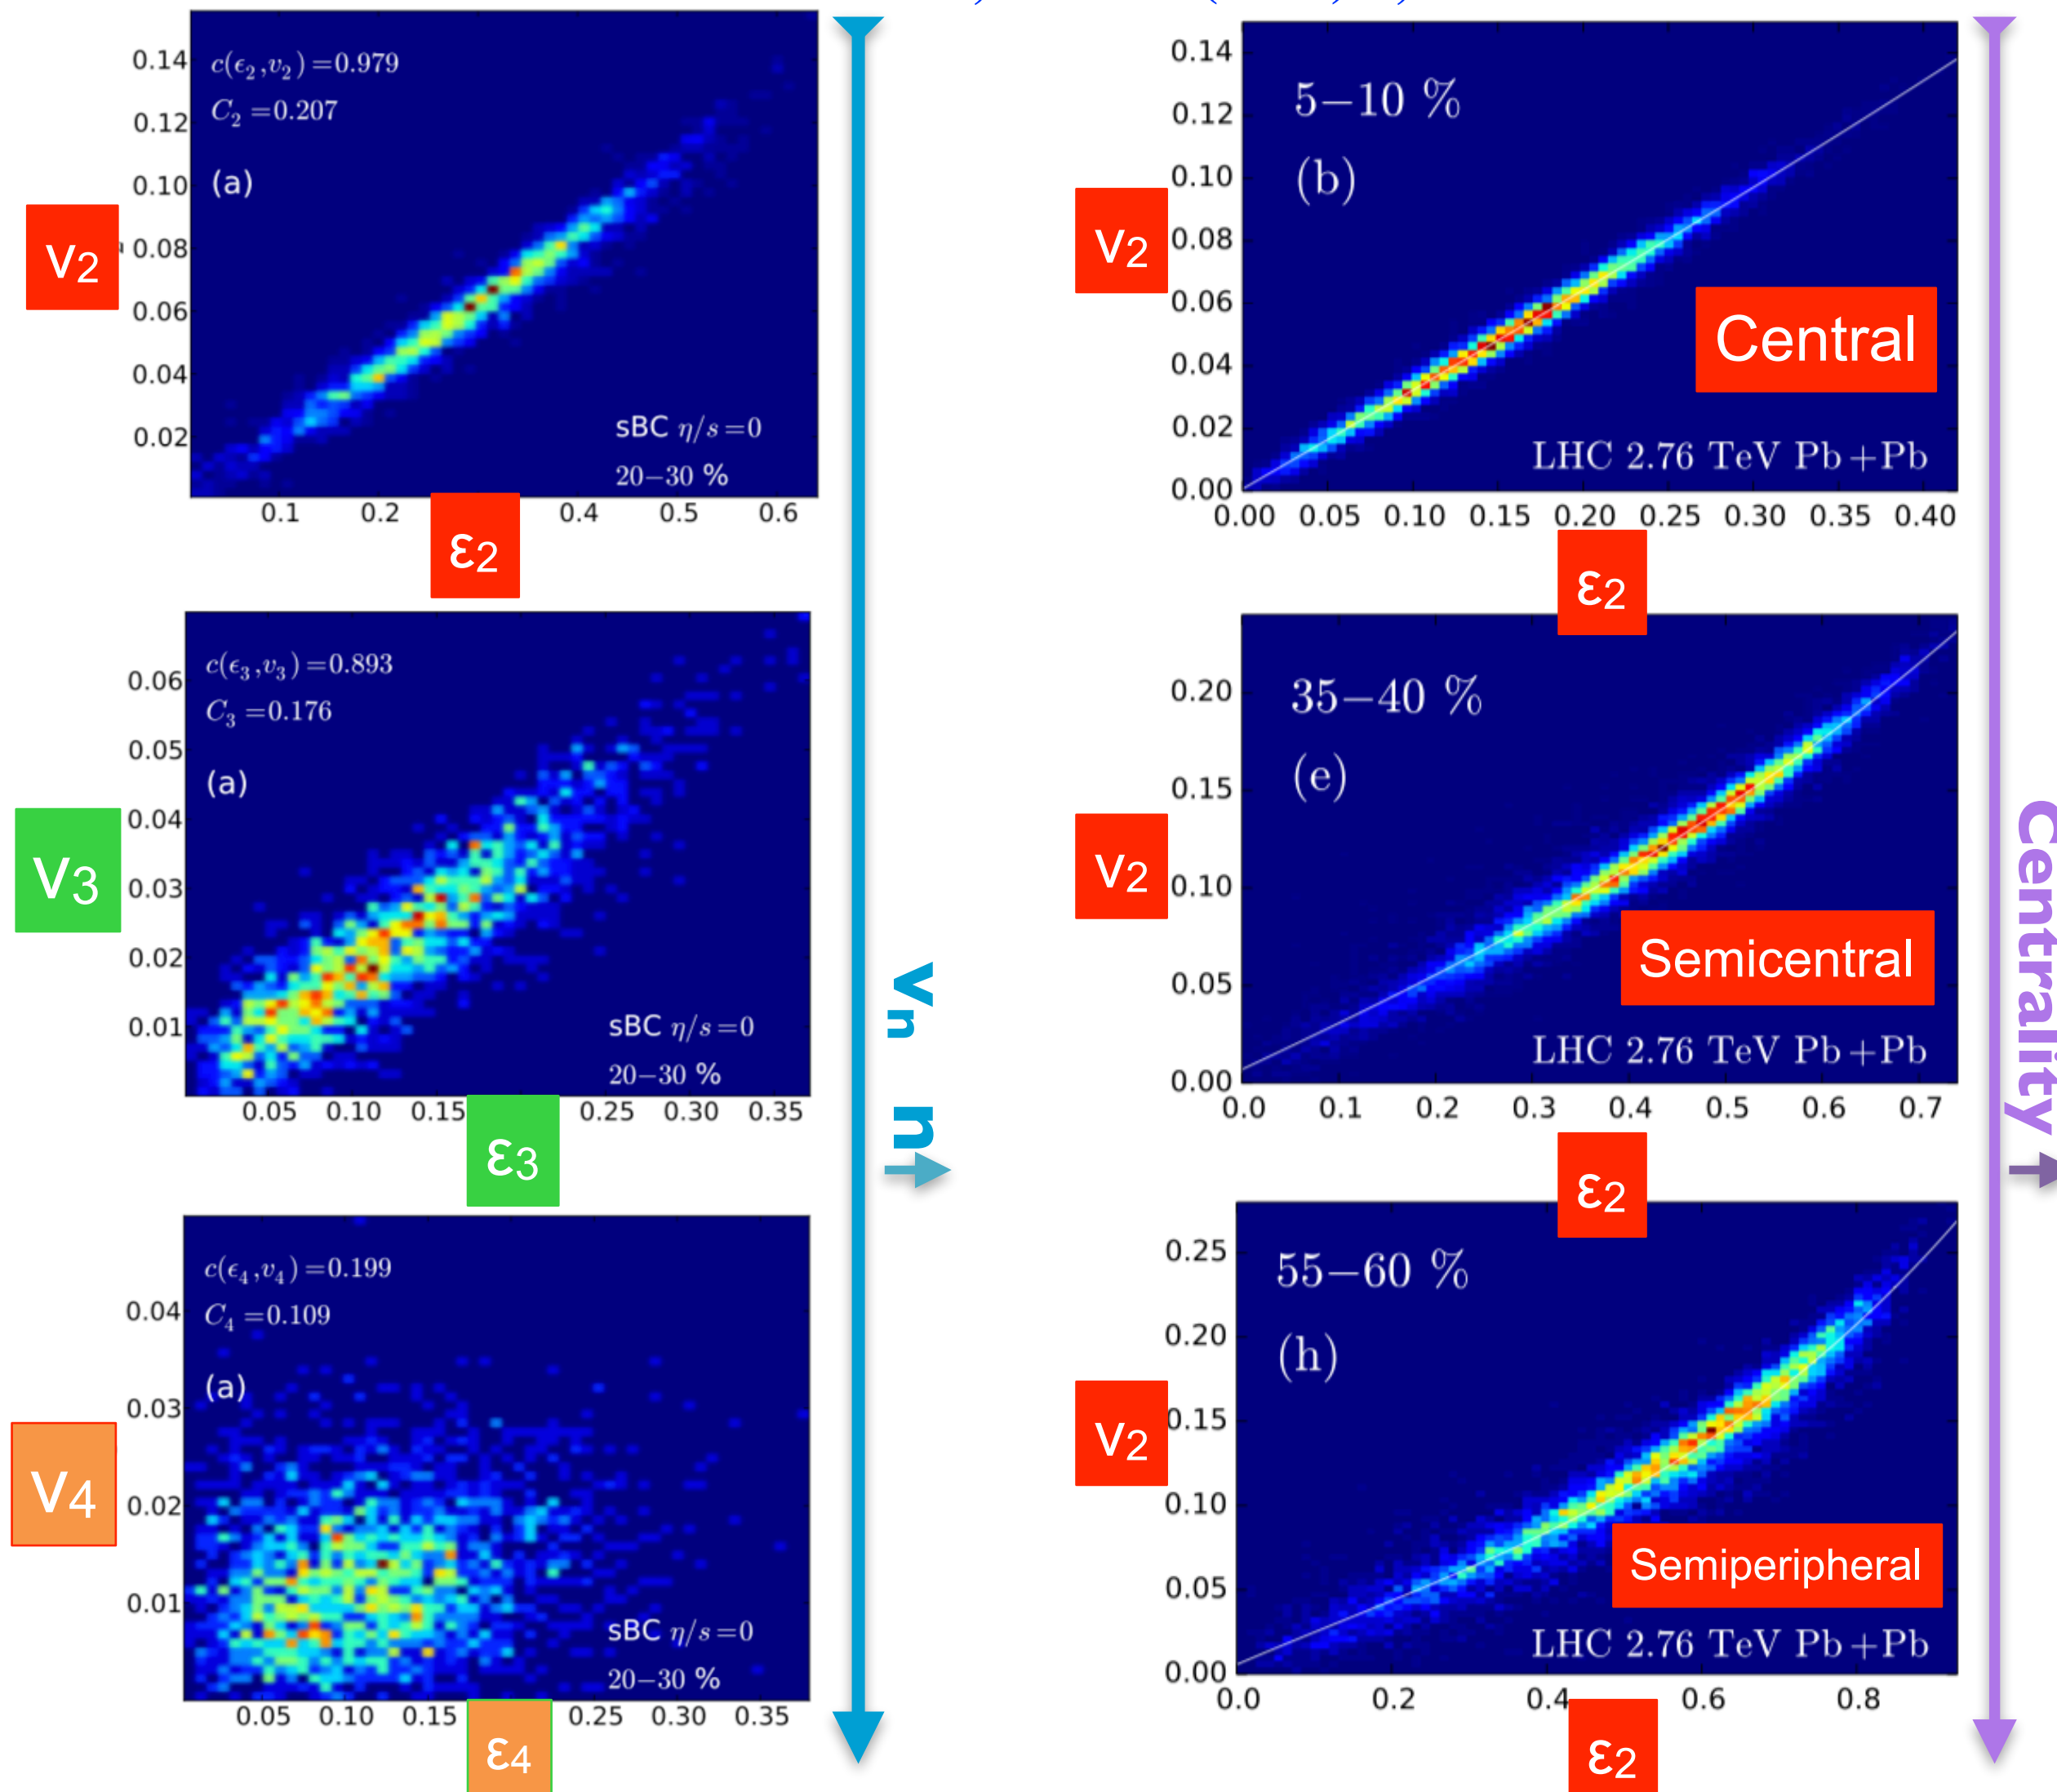 0.14
0.12
0.10
0.08
0.06
0.04
0.02
c(ϵ₂,v₂)=0.979
C₂=0.207
(a)
sBC η/s=0
20−30 %
v₂
0.1 0.2 0.4 0.5 0.6
ε₂
0.06
0.05
0.04
0.03
0.02
0.01
c(ϵ₃,v₃)=0.893
C₃=0.176
(a)
sBC η/s=0
20−30 %
v₃
0.05 0.10 0.15 0.25 0.30 0.35
ε₃
0.04
0.03
0.02
0.01
c(ϵ₄,v₄)=0.199
C₄=0.109
(a)
sBC η/s=0
20−30 %
v₄
0.05 0.10 0.15 0.25 0.30 0.35
ε₄
vₙ n
0.14
0.12
0.10
0.08
0.06
0.04
0.02
0.00
5−10 %
(b)
Central
LHC 2.76 TeV Pb+Pb
v₂
0.00 0.05 0.10 0.15 0.20 0.25 0.30 0.35 0.40
ε₂
0.20
0.15
0.10
0.05
0.00
35−40 %
(e)
Semicentral
LHC 2.76 TeV Pb+Pb
v₂
0.0 0.1 0.2 0.3 0.4 0.5 0.6 0.7
ε₂
0.25
0.20
0.15
0.10
0.05
0.00
55−60 %
(h)
Semiperipheral
LHC 2.76 TeV Pb+Pb
v₂
0.0 0.2 0.4 0.6 0.8
ε₂
Centrality